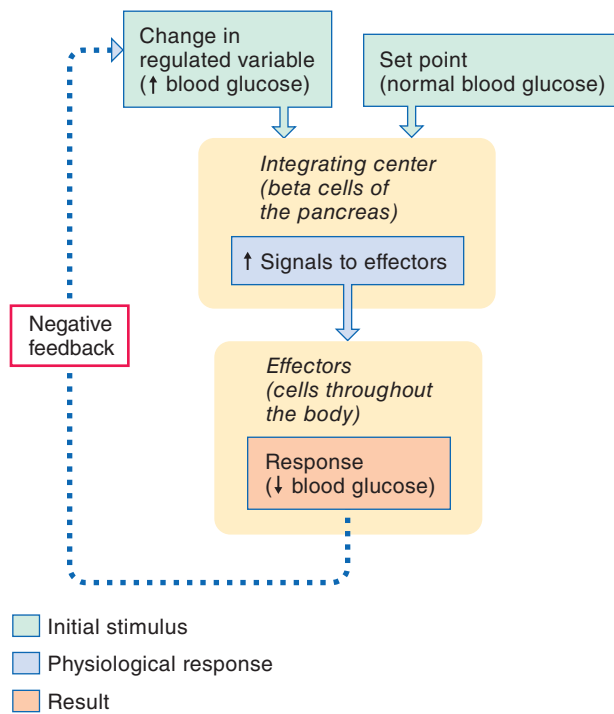 Change in
regulated variable
(↑ blood glucose)
Set point
(normal blood glucose)
Integrating center
(beta cells of
the pancreas)
↑ Signals to effectors
Negative
feedback
Effectors
(cells throughout
the body)
Response
(↓ blood glucose)
Initial stimulus
Physiological response
Result